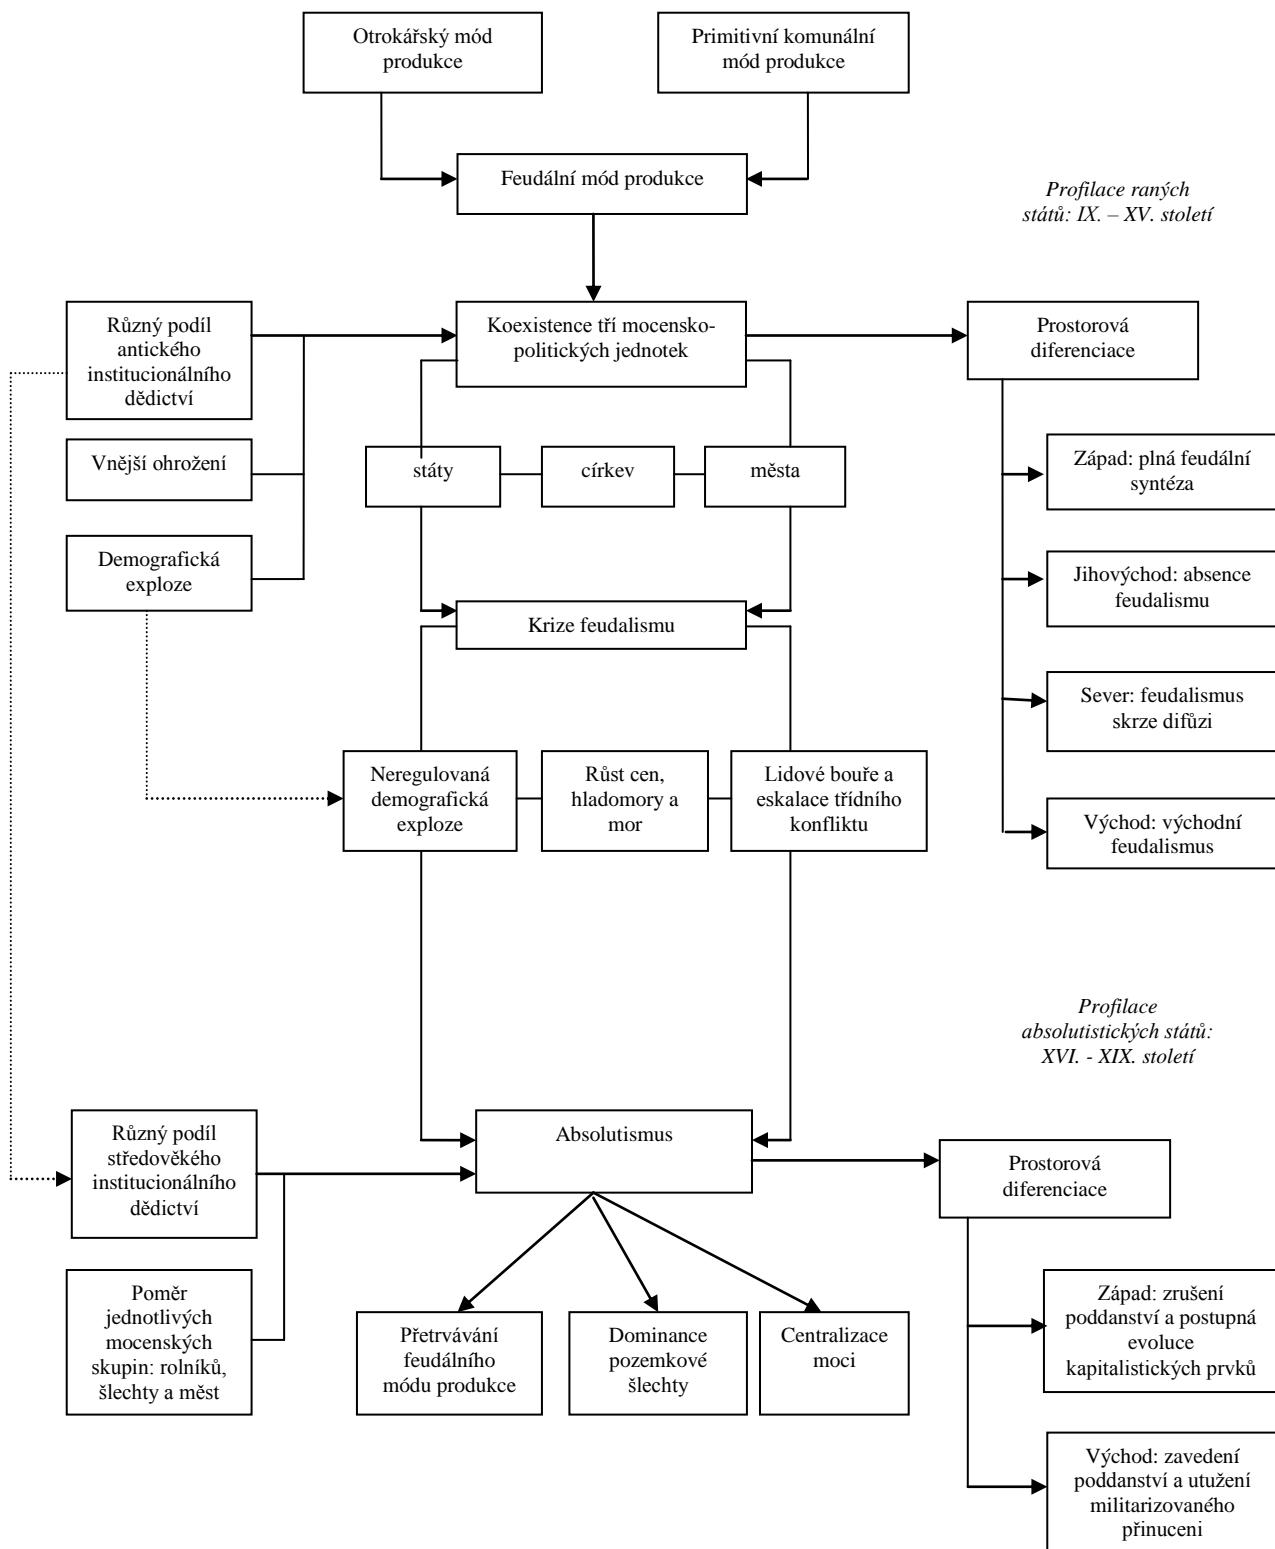 Otrokářský mód
produkce
Primitivní komunální
mód produkce
Feudální mód produkce
Profilace raných
států: IX. – XV. století
Různý podíl
antického
institucionálního
dědictví
Koexistence tří mocensko-
politických jednotek
Prostorová
diferenciace
Vnější ohrožení
státy
církev
města
Západ: plná feudální
syntéza
Demografická
exploze
Jihovýchod: absence
feudalismu
Krize feudalismu
Sever: feudalismus
skrze difůzi
Neregulovaná
demografická
exploze
Růst cen,
hladomory a
mor
Lidové bouře a
eskalace třídního
konfliktu
Východ: východní
feudalismus
Profilace
absolutistických států:
XVI. - XIX. století
Různý podíl
středověkého
institucionálního
dědictví
Absolutismus
Prostorová
diferenciace
Poměr
jednotlivých
mocenských
skupin: rolníků,
šlechty a měst
Přetrvávání
feudálního
módu produkce
Dominance
pozemkové
šlechty
Centralizace
moci
Západ: zrušení
poddanství a postupná
evoluce
kapitalistických prvků
Východ: zavedení
poddanství a utužení
militarizovaného
přinuceni